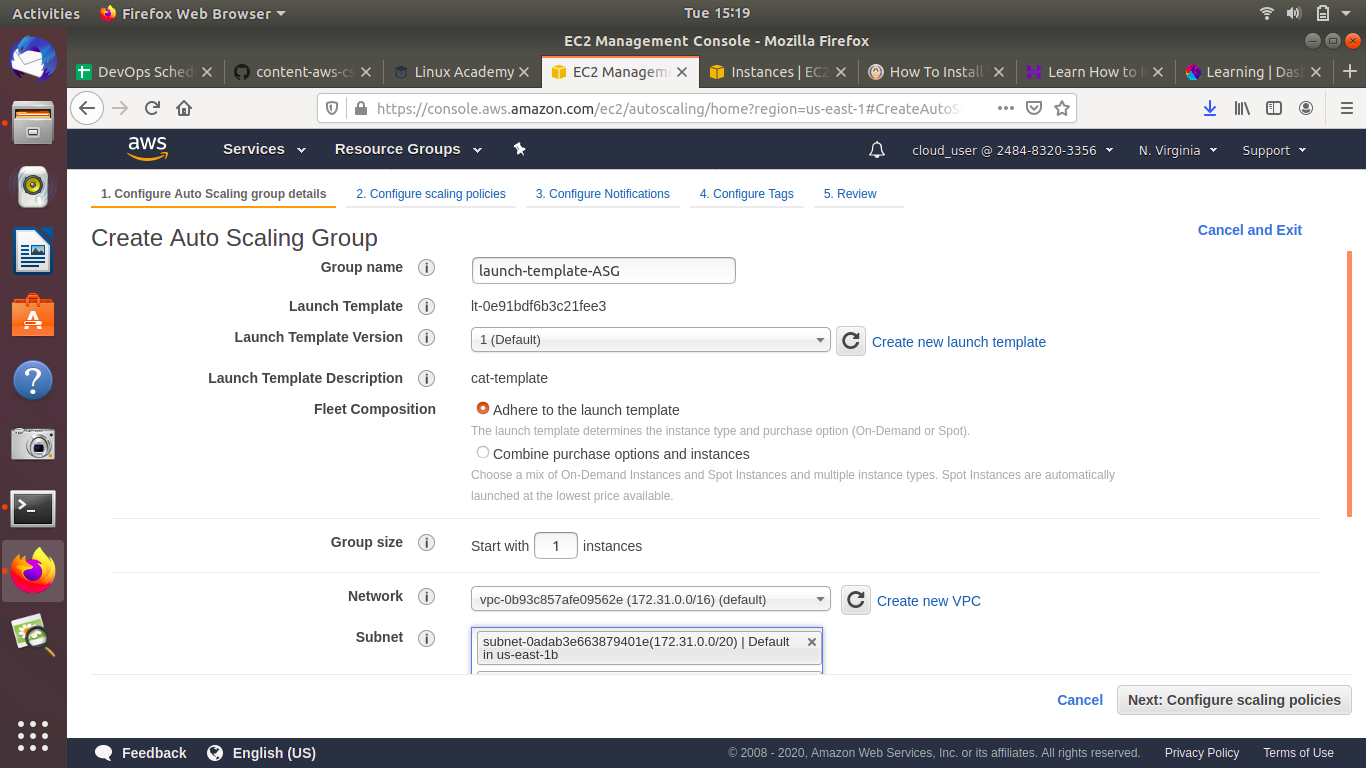 Activities Firefox Web Browser Tue 15:19
EC2 Management Console - Mozilla Firefox
DevOps Sched content-aws-cs Linux Academy EC2 Managem Instances | EC2 How To Install Learn How to Learning | Das
https://console.aws.amazon.com/ec2/autoscaling/home?region=us-east-1#CreateAutoS
aws Services Resource Groups cloud_user @ 2484-8320-3356 N. Virginia Support
1. Configure Auto Scaling group details 2. Configure scaling policies 3. Configure Notifications 4. Configure Tags 5. Review
Create Auto Scaling Group Cancel and Exit
Group name i launch-template-ASG
Launch Template i lt-0e91bdf6b3c21fee3
Launch Template Version i 1 (Default) Create new launch template
Launch Template Description i cat-template
Fleet Composition Adhere to the launch template
The launch template determines the instance type and purchase option (On-Demand or Spot).
Combine purchase options and instances
Choose a mix of On-Demand Instances and Spot Instances and multiple instance types. Spot Instances are automatically
launched at the lowest price available.
Group size i Start with 1 instances
Network i vpc-0b93c857afe09562e (172.31.0.0/16) (default) Create new VPC
Subnet i subnet-0adab3e663879401e(172.31.0.0/20) | Default
in us-east-1b
Cancel Next: Configure scaling policies
Feedback English (US) © 2008 - 2020, Amazon Web Services, Inc. or its affiliates. All rights reserved. Privacy Policy Terms of Use